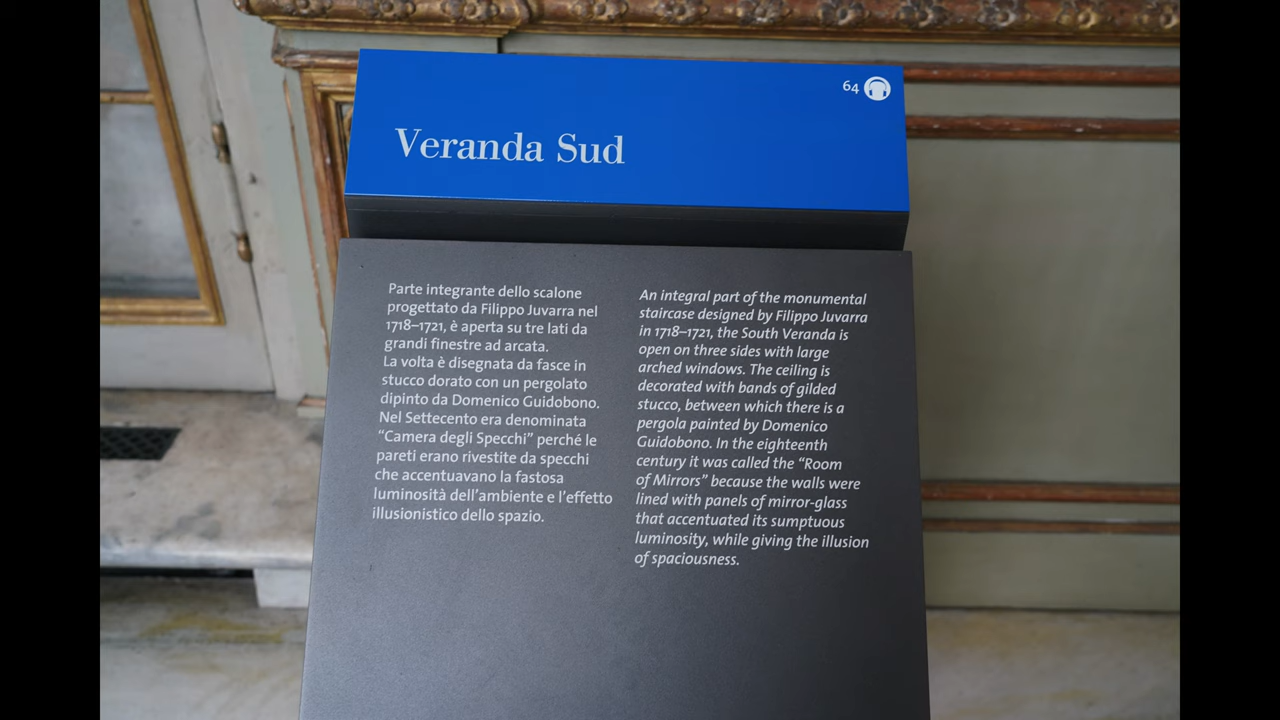 64
Veranda Sud
Parte integrante dello scalone
progettato da Filippo Juvarra nel
1718–1721, è aperta su tre lati da
grandi finestre ad arcata.
La volta è disegnata da fasce in
stucco dorato con un pergolato
dipinto da Domenico Guidobono.
Nel Settecento era denominata
“Camera degli Specchi” perché le
pareti erano rivestite da specchi
che accentuavano la fastosa
luminosità dell’ambiente e l’effetto
illusionistico dello spazio.
An integral part of the monumental
staircase designed by Filippo Juvarra
in 1718–1721, the South Veranda is
open on three sides with large
arched windows. The ceiling is
decorated with bands of gilded
stucco, between which there is a
pergola painted by Domenico
Guidobono. In the eighteenth
century it was called the “Room
of Mirrors” because the walls were
lined with panels of mirror-glass
that accentuated its sumptuous
luminosity, while giving the illusion
of spaciousness.